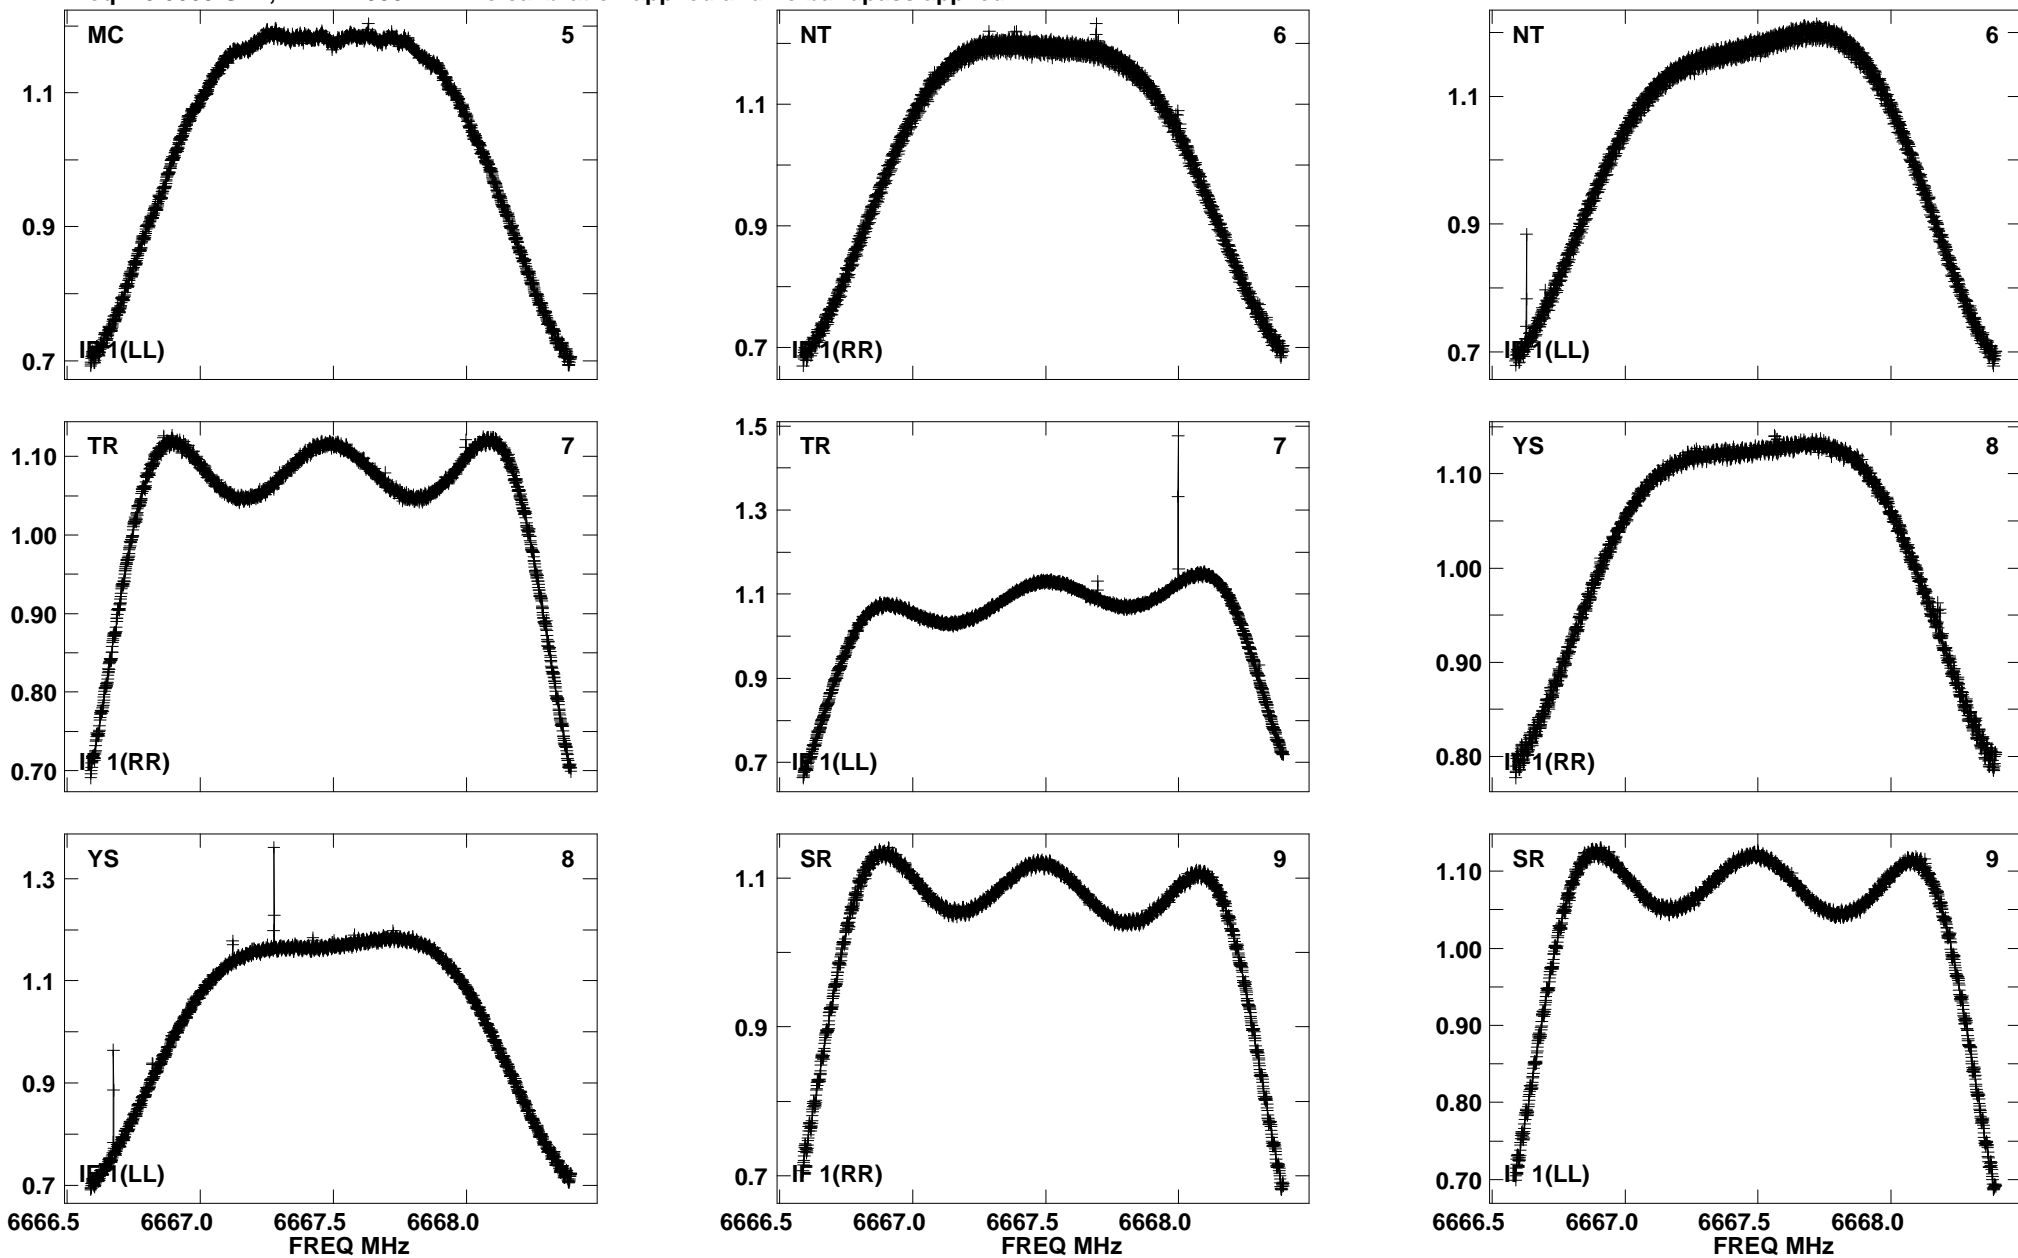 MC 5
1.1
0.9
0.7
IF 1(LL)
NT 6
1.1
0.9
0.7
IF 1(RR)
NT 6
1.1
0.9
0.7
IF 1(LL)
TR 7
1.10
1.00
0.90
0.80
0.70
IF 1(RR)
TR 7
1.5
1.3
1.1
0.9
0.7
IF 1(LL)
YS 8
1.10
1.00
0.90
0.80
IF 1(RR)
YS 8
1.3
1.1
0.9
0.7
IF 1(LL)
6666.5 6667.0 6667.5 6668.0
FREQ MHz
SR 9
1.1
0.9
0.7
IF 1(RR)
6666.5 6667.0 6667.5 6668.0
FREQ MHz
SR 9
1.10
1.00
0.90
0.80
0.70
IF 1(LL)
6666.5 6667.0 6667.5 6668.0
FREQ MHz